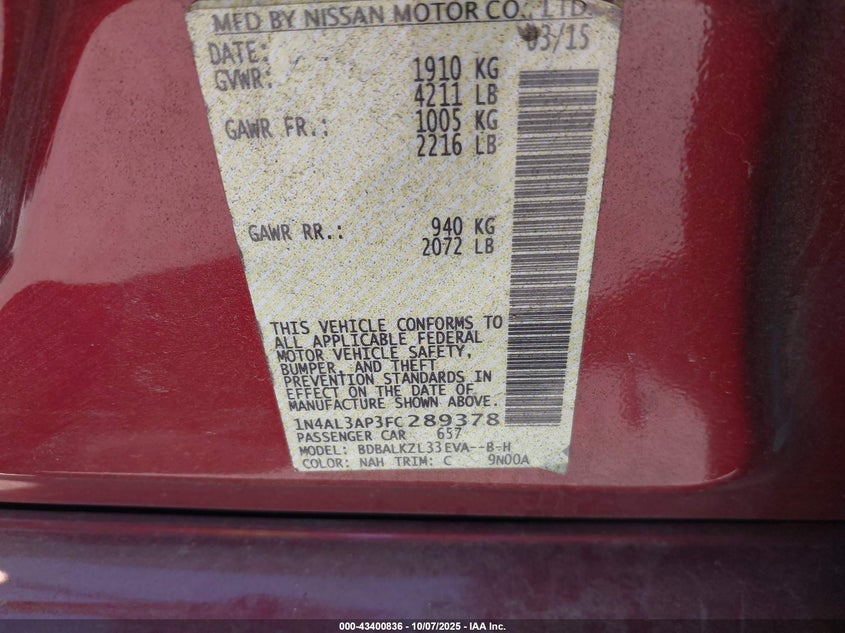 MFD BY NISSAN MOTOR CO., LTD.
DATE: 03/15
GVWR: 1910 KG
4211 LB
GAWR FR.: 1005 KG
2216 LB
GAWR RR.: 940 KG
2072 LB
THIS VEHICLE CONFORMS TO
ALL APPLICABLE FEDERAL
MOTOR VEHICLE SAFETY,
BUMPER, AND THEFT
PREVENTION STANDARDS IN
EFFECT ON THE DATE OF
MANUFACTURE SHOWN ABOVE.
1N4AL3AP3FC289378
PASSENGER CAR 657
MODEL: BDBALKZL33EVA--B-H
COLOR: NAH TRIM: C 9N00A
000-43400836 - 10/07/2025 - IAA Inc.